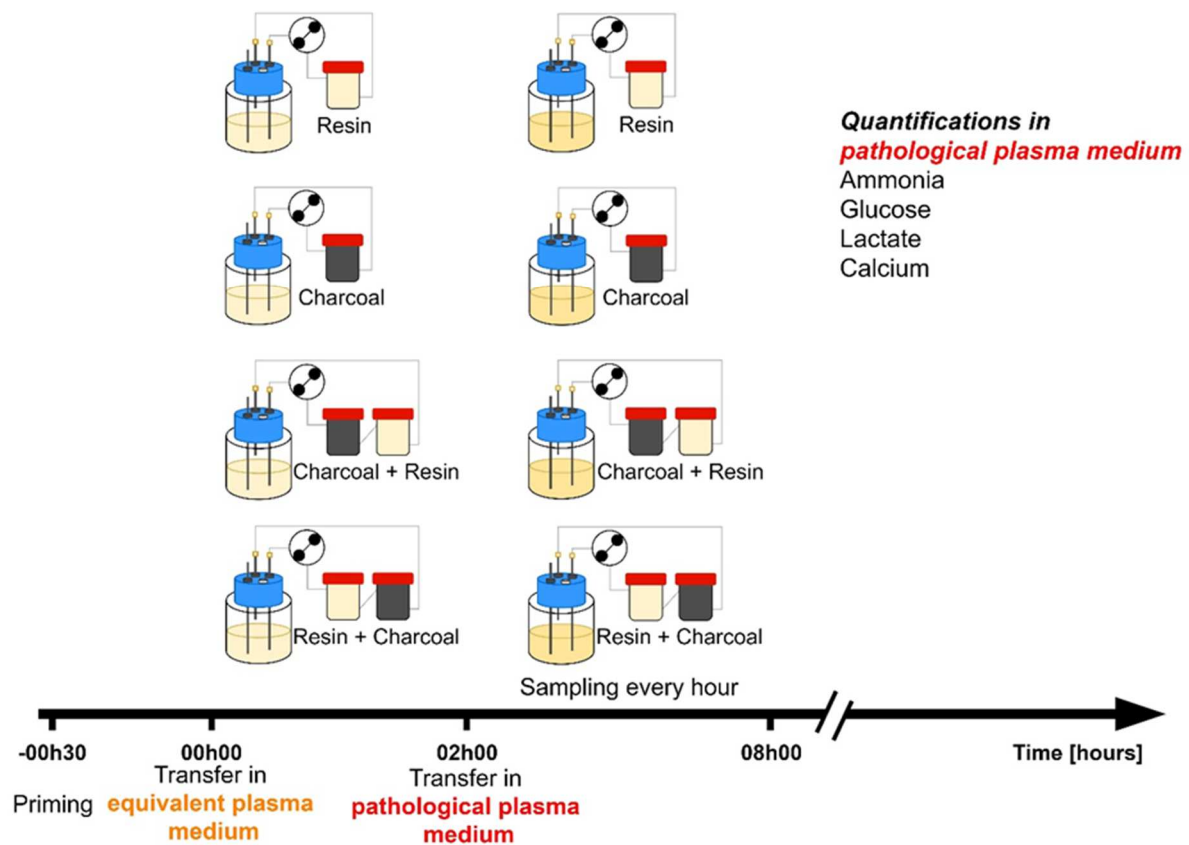 Resin
Resin
Quantifications in
pathological plasma medium
Ammonia
Glucose
Lactate
Calcium
Charcoal
Charcoal
Charcoal + Resin
Charcoal + Resin
Resin + Charcoal
Resin + Charcoal
Sampling every hour
-00h30
00h00
02h00
08h00
Time [hours]
Priming
Transfer in
equivalent plasma
medium
Transfer in
pathological plasma
medium